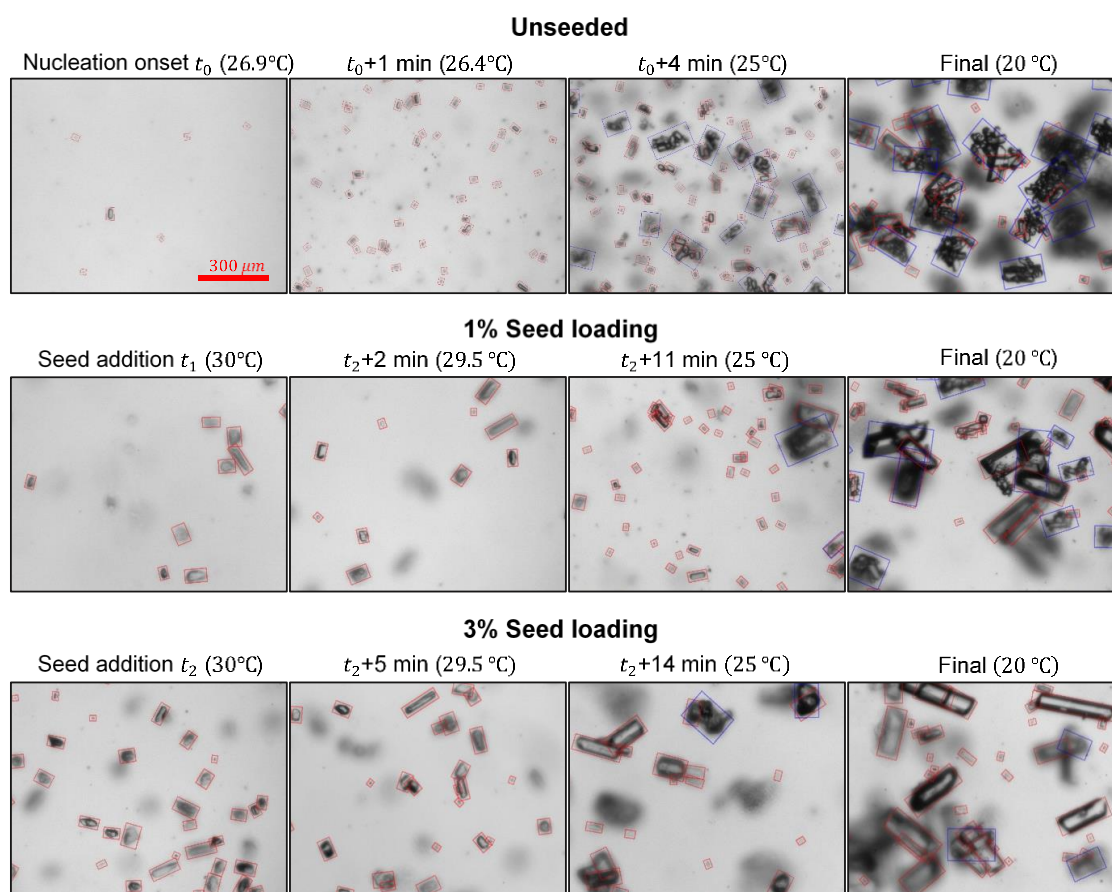 Unseeded
Nucleation onset t₀ (26.9°C) t₀+1 min (26.4°C) t₀+4 min (25°C) Final (20 °C)
300 μm
1% Seed loading
Seed addition t₁ (30°C) t₂+2 min (29.5 °C) t₂+11 min (25 °C) Final (20 °C)
3% Seed loading
Seed addition t₂ (30°C) t₂+5 min (29.5 °C) t₂+14 min (25 °C) Final (20 °C)